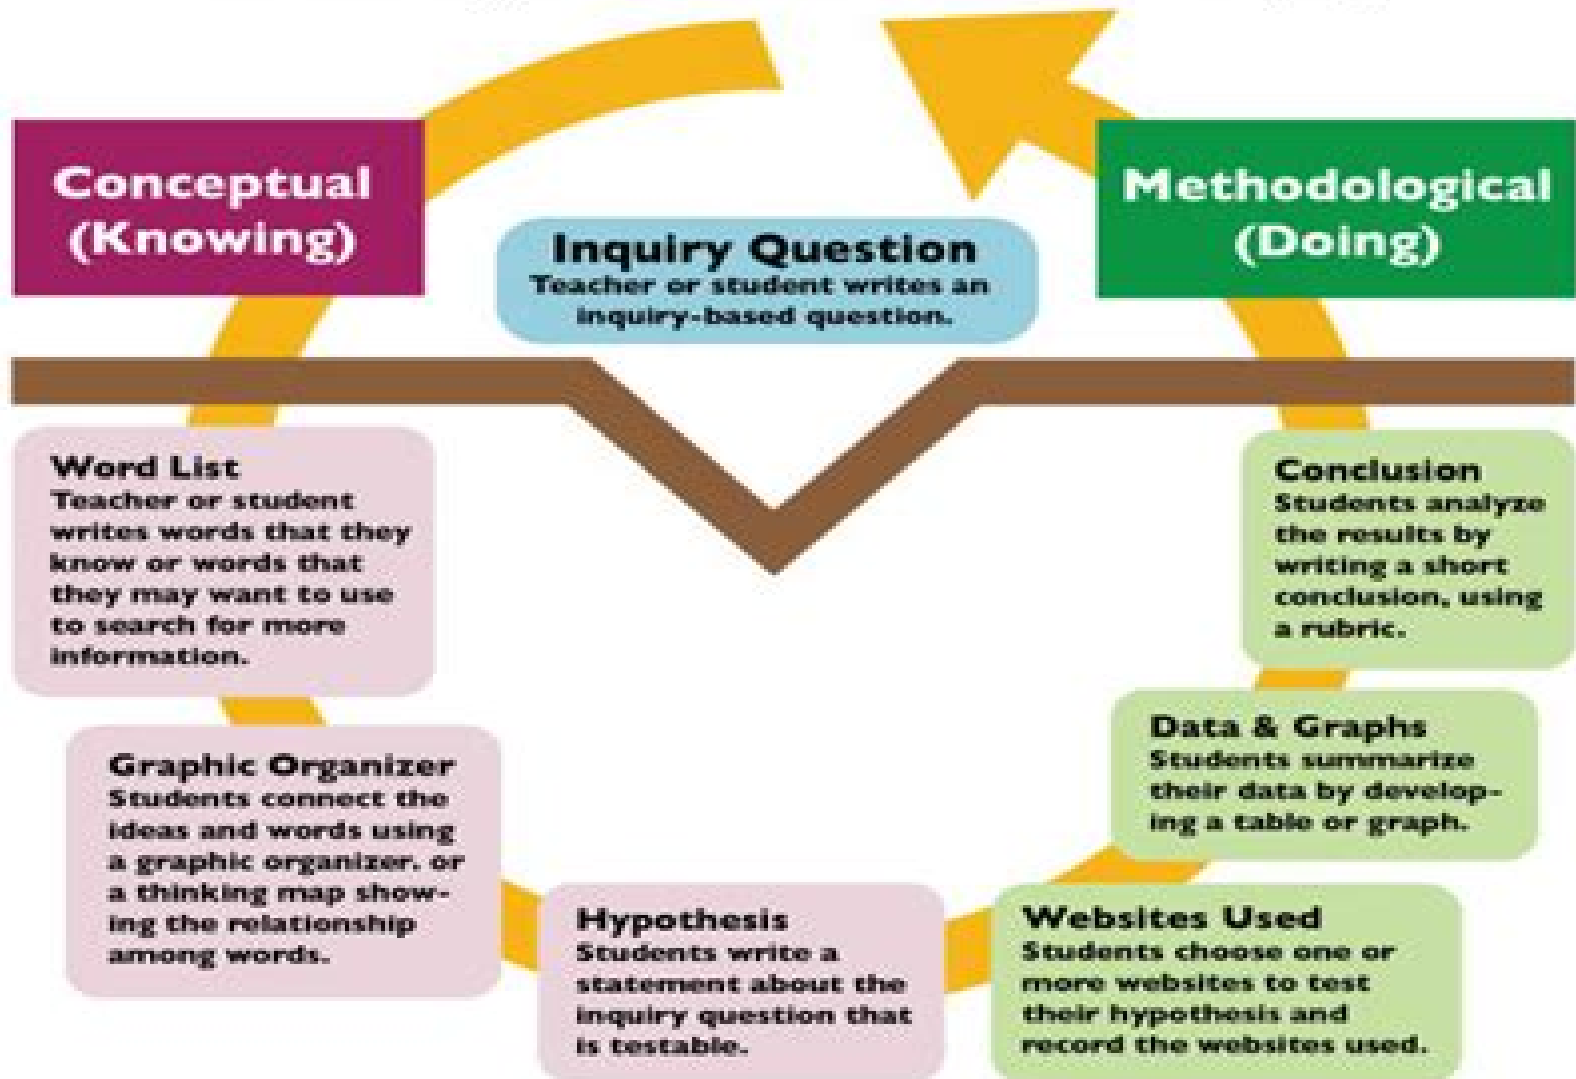 Conceptual
(Knowing)
Inquiry Question
Teacher or student writes an
inquiry-based question.
Methodological
(Doing)
Word List
Teacher or student
writes words that they
know or words that
they may want to use
to search for more
information.
Graphic Organizer
Students connect the
ideas and words using
a graphic organizer. or
a thinking map show-
ing the relationship
among words.
Hypothesis
Students write a
statement about the
inquiry question that
is testable.
Websites Used
Students choose one or
more websites to test
their hypothesis and
record the websites used.
Data & Graphs
Students summarize
their data by develop-
ing a table or graph.
Conclusion
Students analyze
the results by
writing a short
conclusion, using
a rubric.